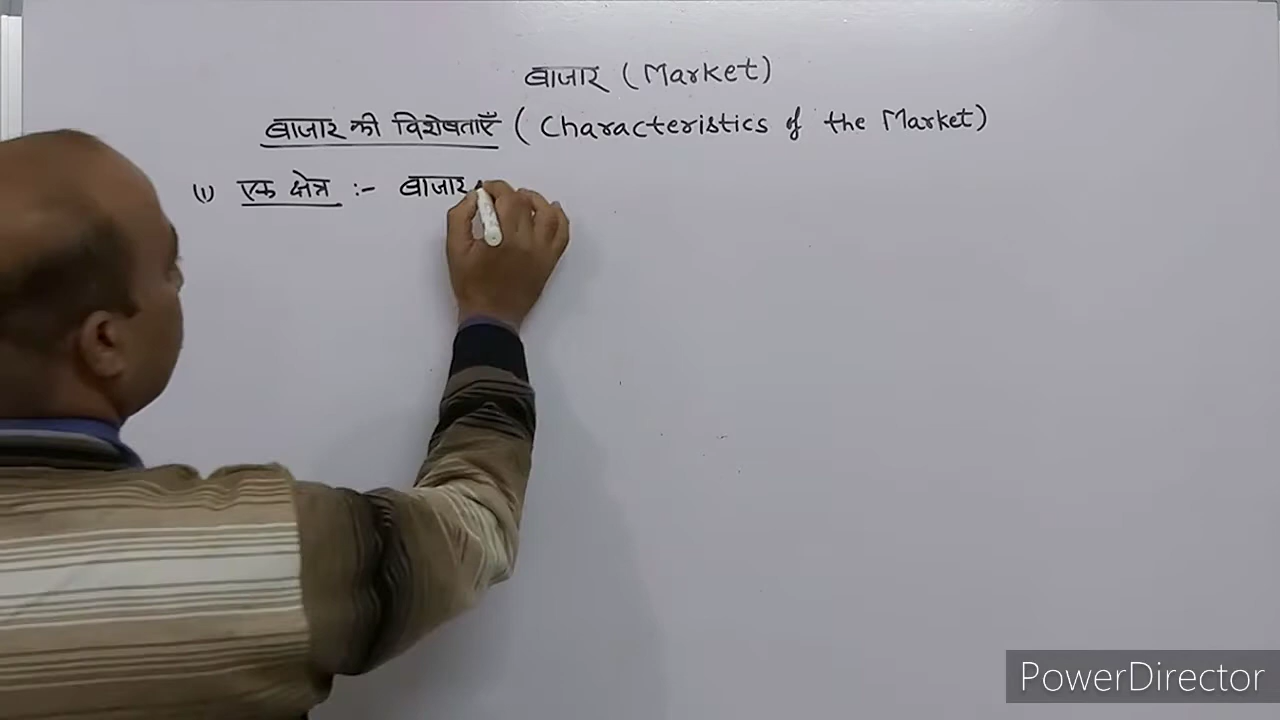 बाजार (Market)
बाजार की विशेषताएँ (Characteristics of the Market)
(1) एक क्षेत्र :- बाजार
PowerDirector